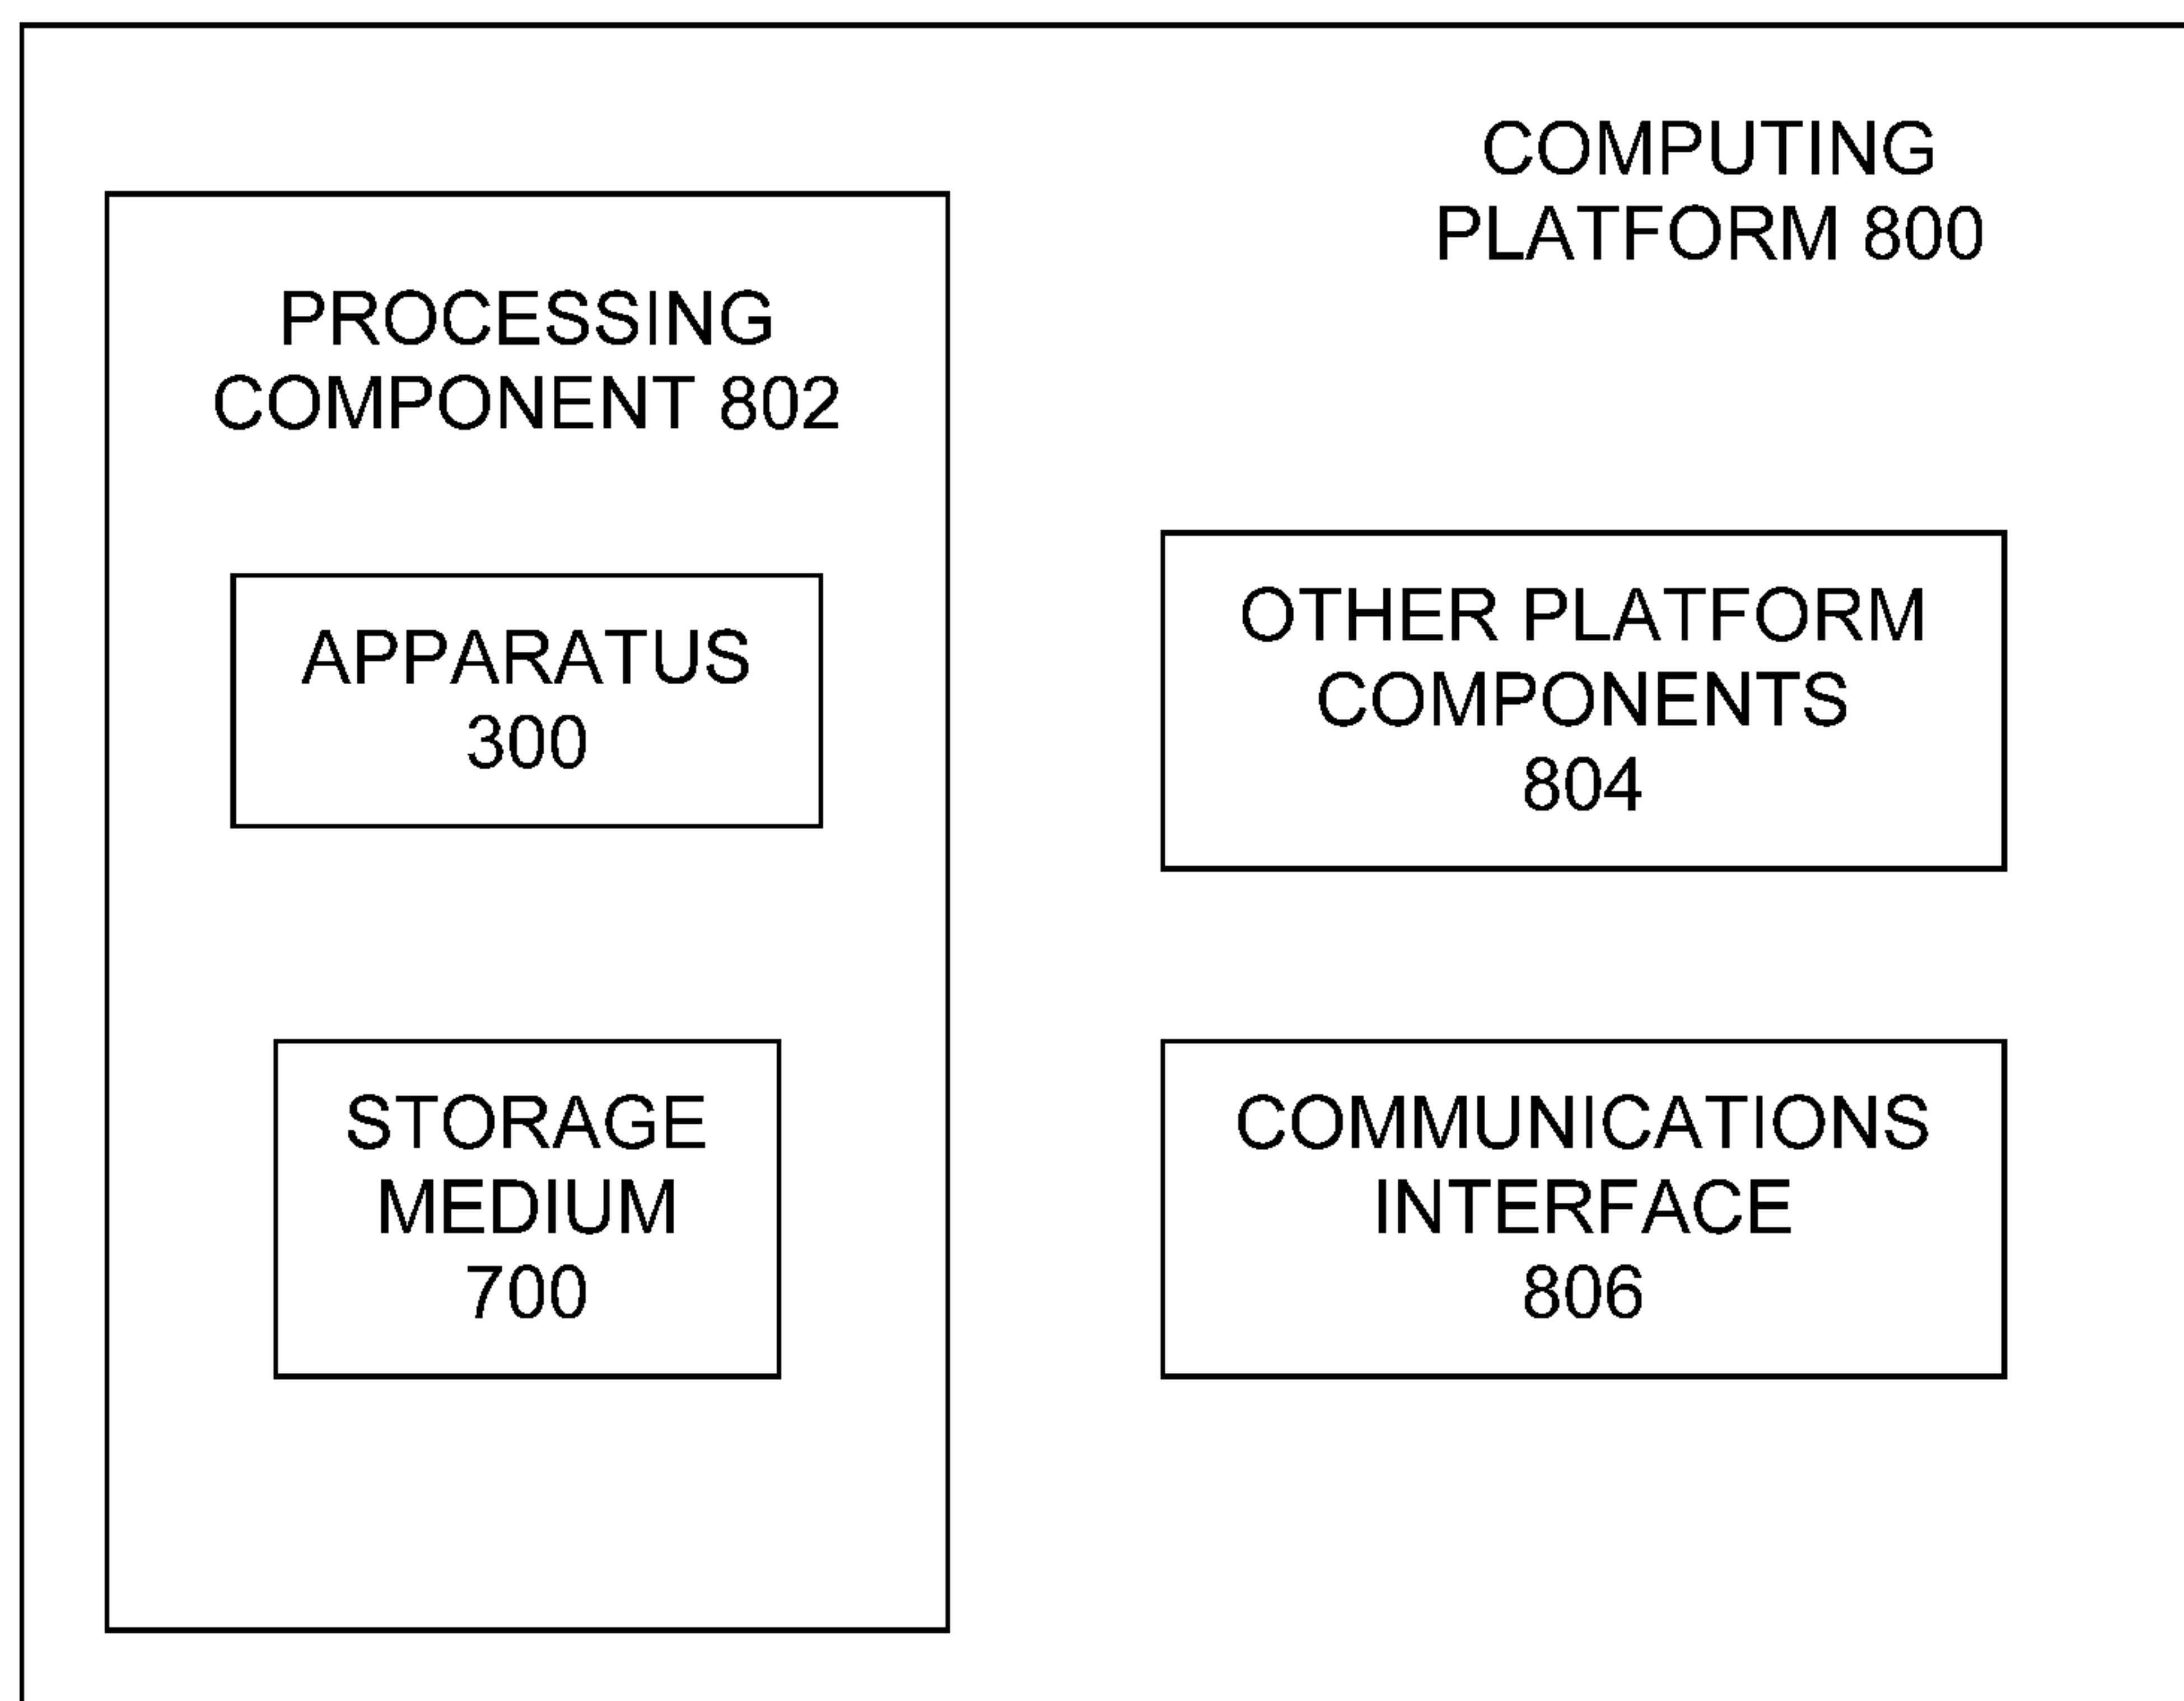 COMPUTING
PLATFORM 800
PROCESSING
COMPONENT 802
APPARATUS
300
STORAGE
MEDIUM
700
OTHER PLATFORM
COMPONENTS
804
COMMUNICATIONS
INTERFACE
806